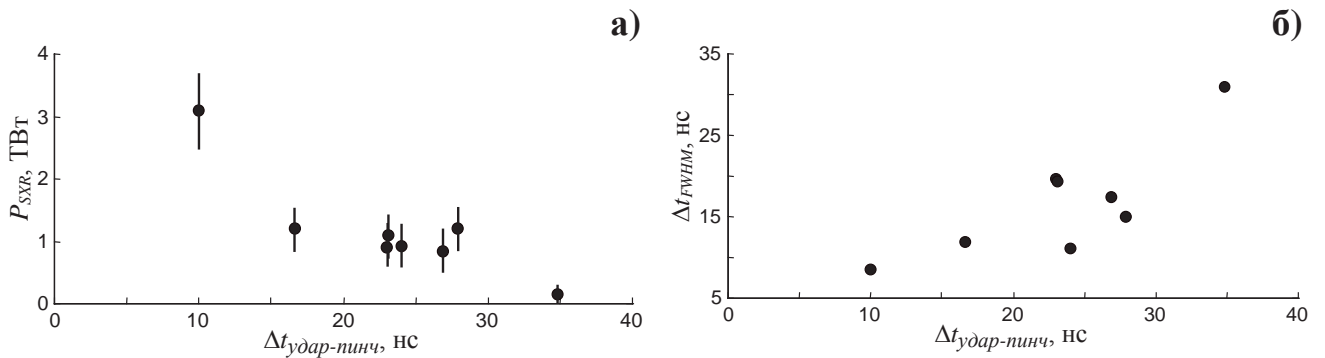 а)
4
3
2
1
0
P_SXR, ТВт
0 10 20 30 40
Δt_удар-пинч, нс
б)
35
25
15
5
Δt_FWHM, нс
0 10 20 30 40
Δt_удар-пинч, нс